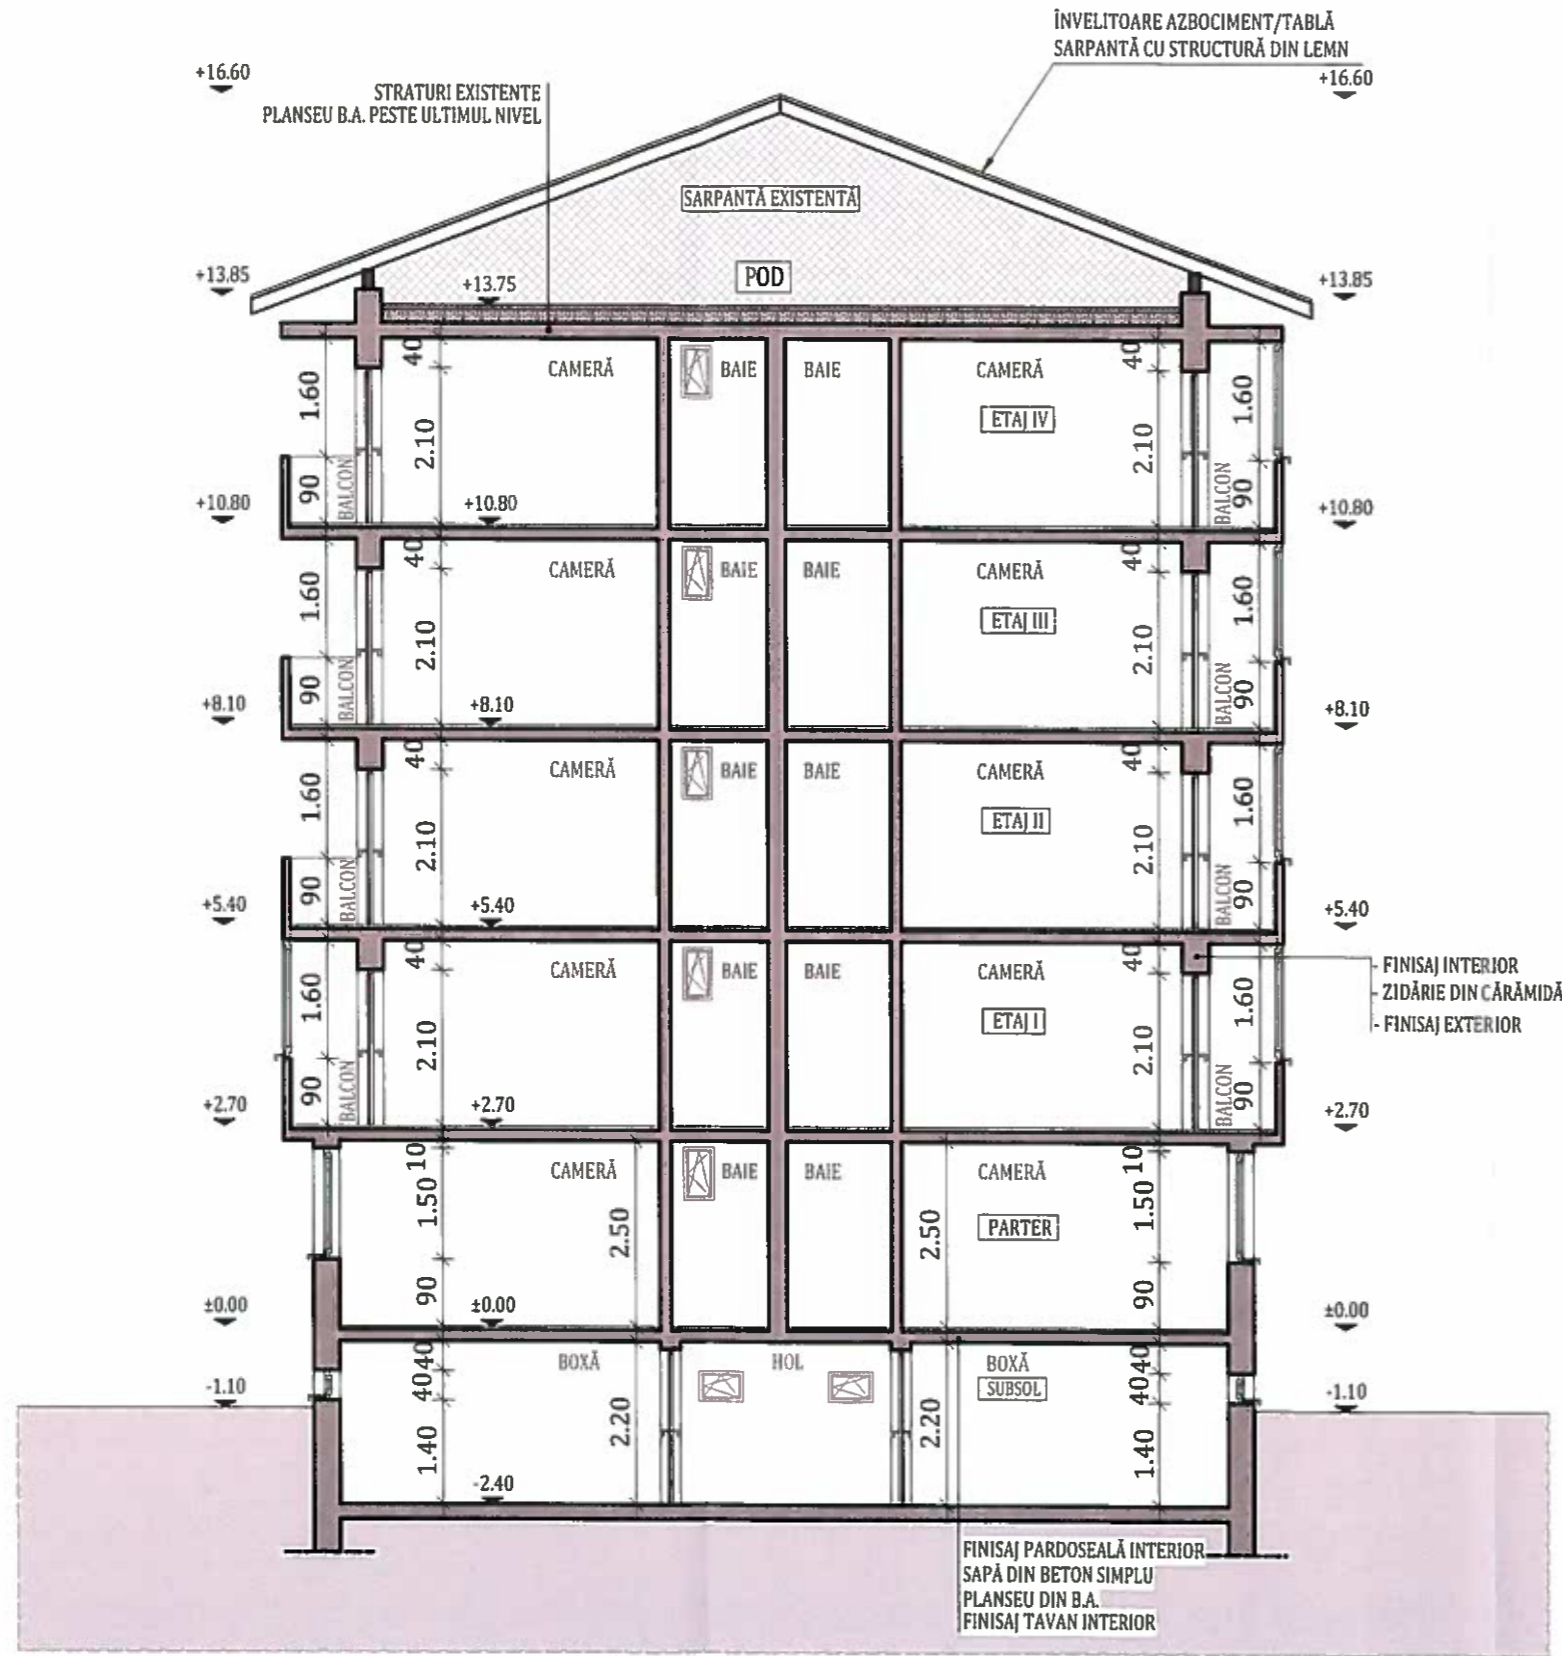 ÎNVELITOARE AZBOCIMENT/TABLĂ
SARPANTĂ CU STRUCTURĂ DIN LEMN
+16.60
+16.60
STRATURI EXISTENTE
PLANSEU B.A. PESTE ULTIMUL NIVEL
SARPANTĂ EXISTENTĂ
POD
+13.85
+13.75
+13.85
1.60
90
BALCON
40
2.10
CAMERĂ
BAIE
BAIE
CAMERĂ
ETAJ IV
40
2.10
BALCON
1.60
90
+10.80
+10.80
+10.80
1.60
90
BALCON
40
2.10
CAMERĂ
BAIE
BAIE
CAMERĂ
ETAJ III
40
2.10
BALCON
1.60
90
+8.10
+8.10
+8.10
1.60
90
BALCON
40
2.10
CAMERĂ
BAIE
BAIE
CAMERĂ
ETAJ II
40
2.10
BALCON
1.60
90
+5.40
+5.40
+5.40
1.60
90
BALCON
40
2.10
CAMERĂ
BAIE
BAIE
CAMERĂ
ETAJ I
40
2.10
BALCON
1.60
90
- FINISAJ INTERIOR
- ZIDĂRIE DIN CĂRĂMIDĂ
- FINISAJ EXTERIOR
+2.70
+2.70
+2.70
10
1.50
90
CAMERĂ
2.50
BAIE
BAIE
2.50
CAMERĂ
PARTER
10
1.50
90
±0.00
±0.00
±0.00
40
40
1.40
BOXĂ
2.20
HOL
2.20
BOXĂ
SUBSOL
40
40
1.40
-1.10
-1.10
-2.40
FINISAJ PARDOSEALĂ INTERIOR
SAPĂ DIN BETON SIMPLU
PLANSEU DIN B.A.
FINISAJ TAVAN INTERIOR